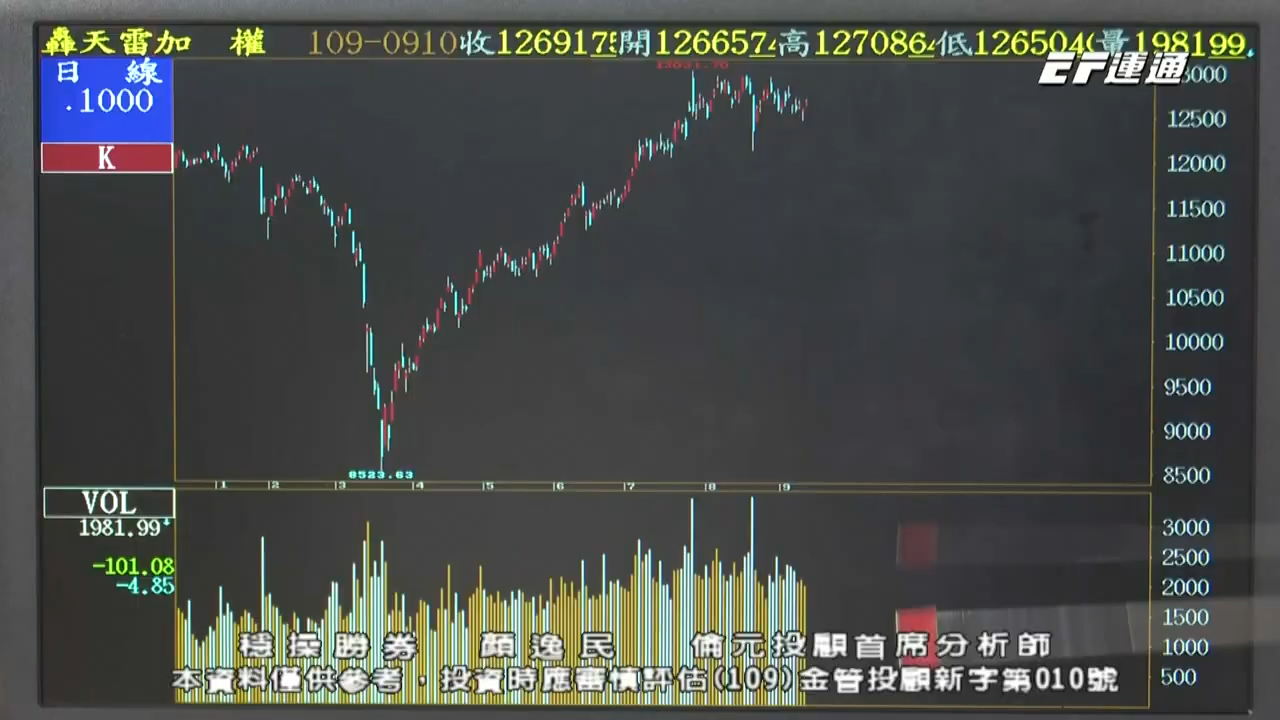 轟天雷加 權 109-0910收1269175開1266574高1270864低1265040量198199
EF運通
日 線
.1000
K
13031.70
13000
12500
12000
11500
11000
10500
10000
9500
9000
8500
8523.63
1 2 3 4 5 6 7 8 9
VOL
1981.99
-101.08
-4.85
3000
2500
2000
1500
1000
500
穩操勝券 顏逸民 倫元投顧首席分析師
本資料僅供參考，投資時應審慎評估(109)金管投顧新字第010號